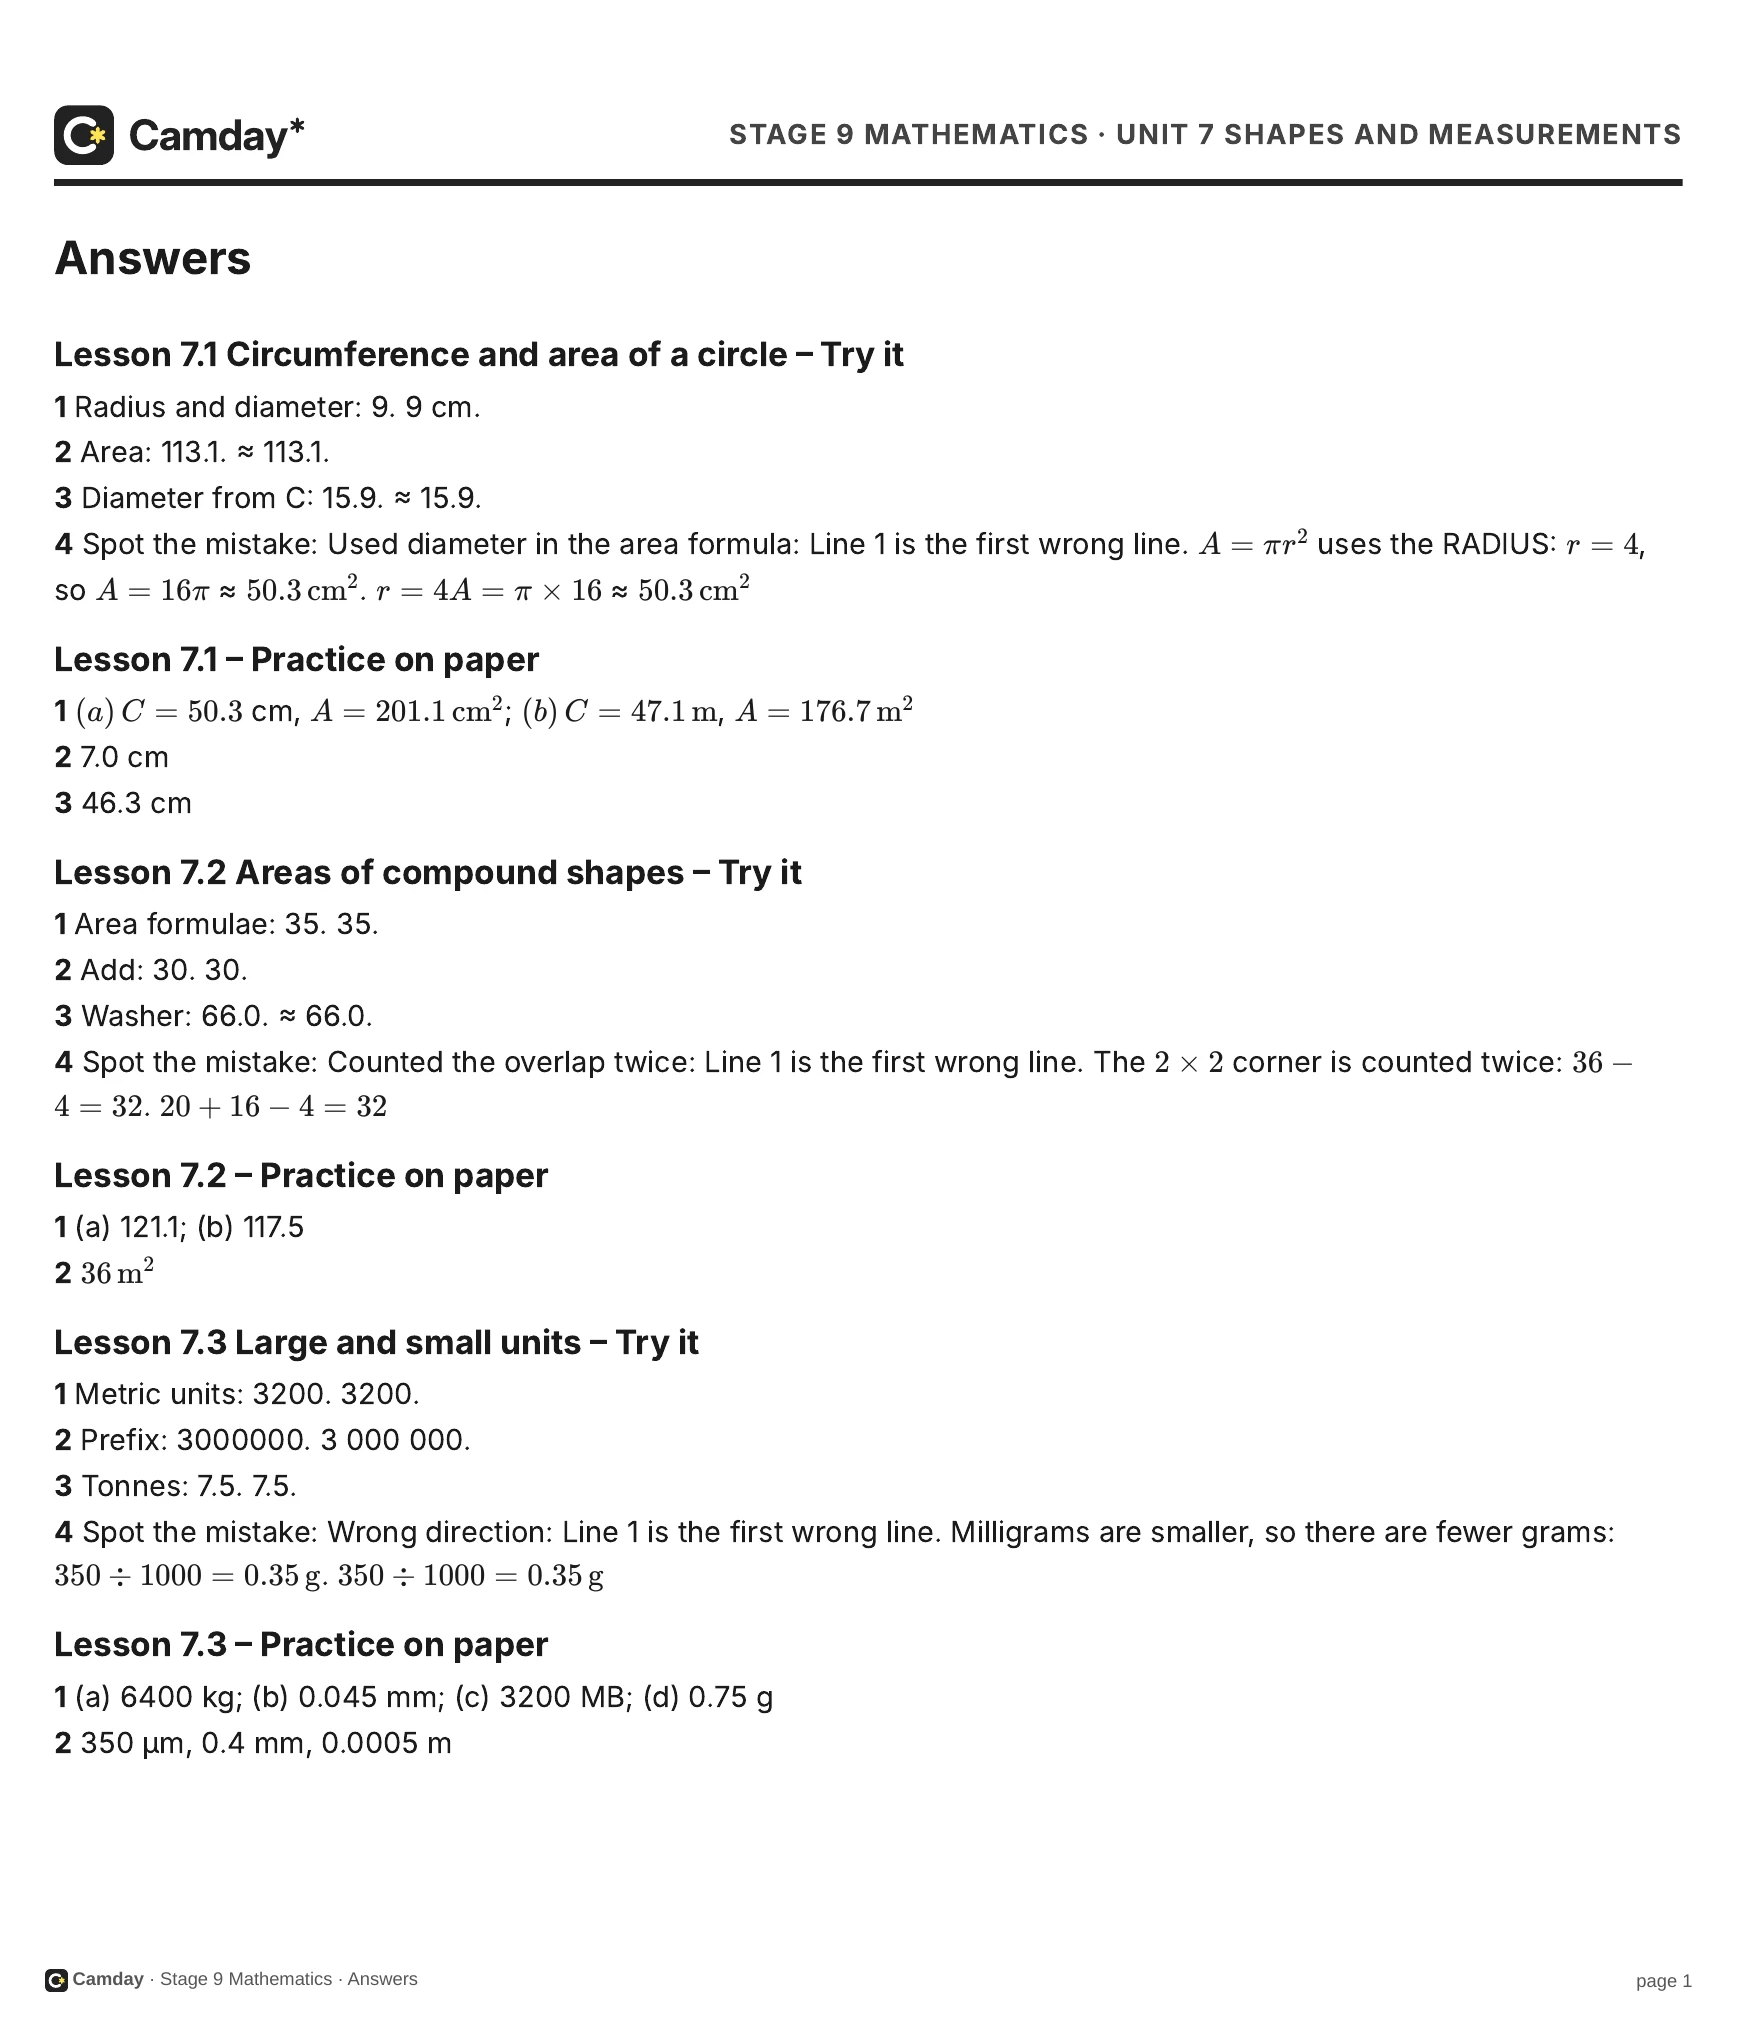 Camday*
STAGE 9 MATHEMATICS · UNIT 7 SHAPES AND MEASUREMENTS
Answers
Lesson 7.1 Circumference and area of a circle – Try it
1 Radius and diameter: 9. 9 cm.
2 Area: 113.1. ≈ 113.1.
3 Diameter from C: 15.9. ≈ 15.9.
4 Spot the mistake: Used diameter in the area formula: Line 1 is the first wrong line. A = πr² uses the RADIUS: r = 4,
so A = 16π ≈ 50.3 cm². r = 4A = π × 16 ≈ 50.3 cm²
Lesson 7.1 – Practice on paper
1 (a) C = 50.3 cm, A = 201.1 cm²; (b) C = 47.1 m, A = 176.7 m²
2 7.0 cm
3 46.3 cm
Lesson 7.2 Areas of compound shapes – Try it
1 Area formulae: 35. 35.
2 Add: 30. 30.
3 Washer: 66.0. ≈ 66.0.
4 Spot the mistake: Counted the overlap twice: Line 1 is the first wrong line. The 2 × 2 corner is counted twice: 36 −
4 = 32. 20 + 16 − 4 = 32
Lesson 7.2 – Practice on paper
1 (a) 121.1; (b) 117.5
2 36 m²
Lesson 7.3 Large and small units – Try it
1 Metric units: 3200. 3200.
2 Prefix: 3000000. 3 000 000.
3 Tonnes: 7.5. 7.5.
4 Spot the mistake: Wrong direction: Line 1 is the first wrong line. Milligrams are smaller, so there are fewer grams:
350 ÷ 1000 = 0.35 g. 350 ÷ 1000 = 0.35 g
Lesson 7.3 – Practice on paper
1 (a) 6400 kg; (b) 0.045 mm; (c) 3200 MB; (d) 0.75 g
2 350 µm, 0.4 mm, 0.0005 m
Camday · Stage 9 Mathematics · Answers
page 1